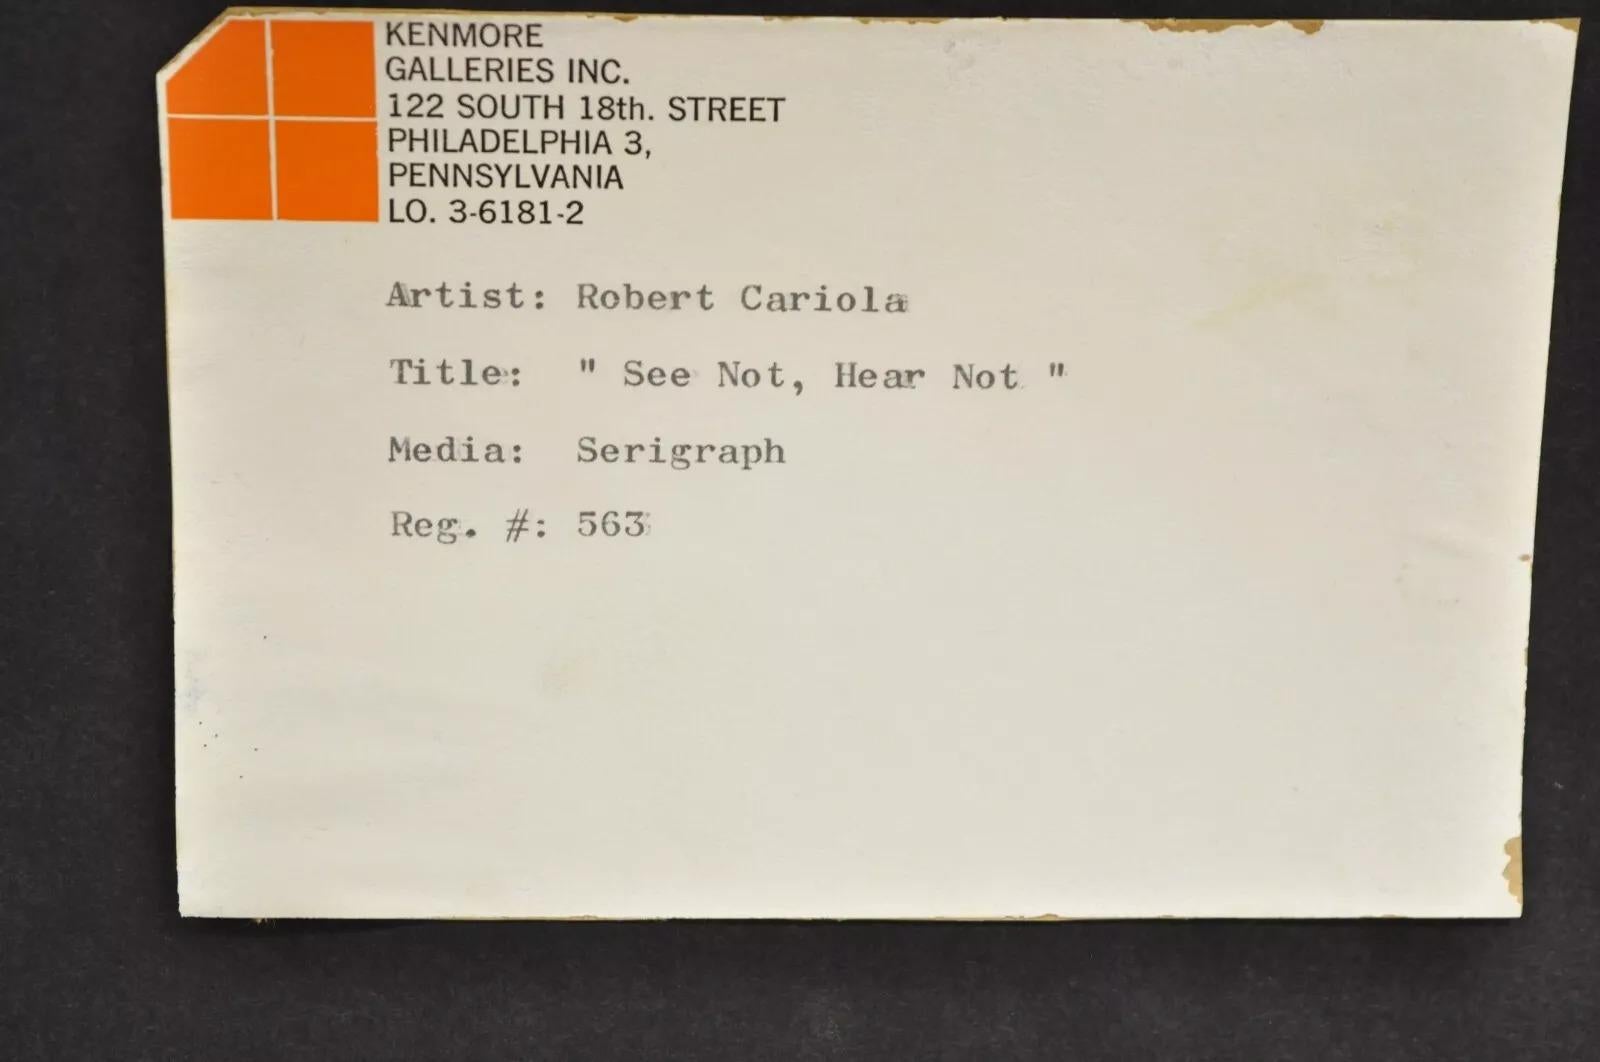 KENMORE
GALLERIES INC.
122 SOUTH 18th. STREET
PHILADELPHIA 3,
PENNSYLVANIA
LO. 3-6181-2
Artist: Robert Cariola
Title: " See Not, Hear Not "
Media: Serigraph
Reg. #: 563